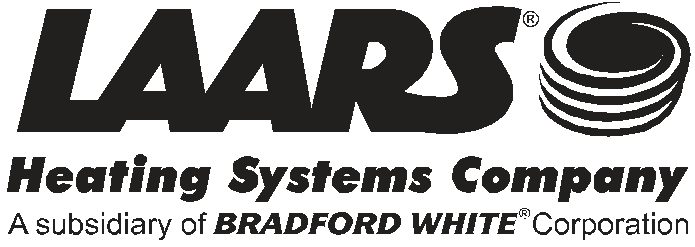 LAARS®
Heating Systems Company
A subsidiary of BRADFORD WHITE® Corporation